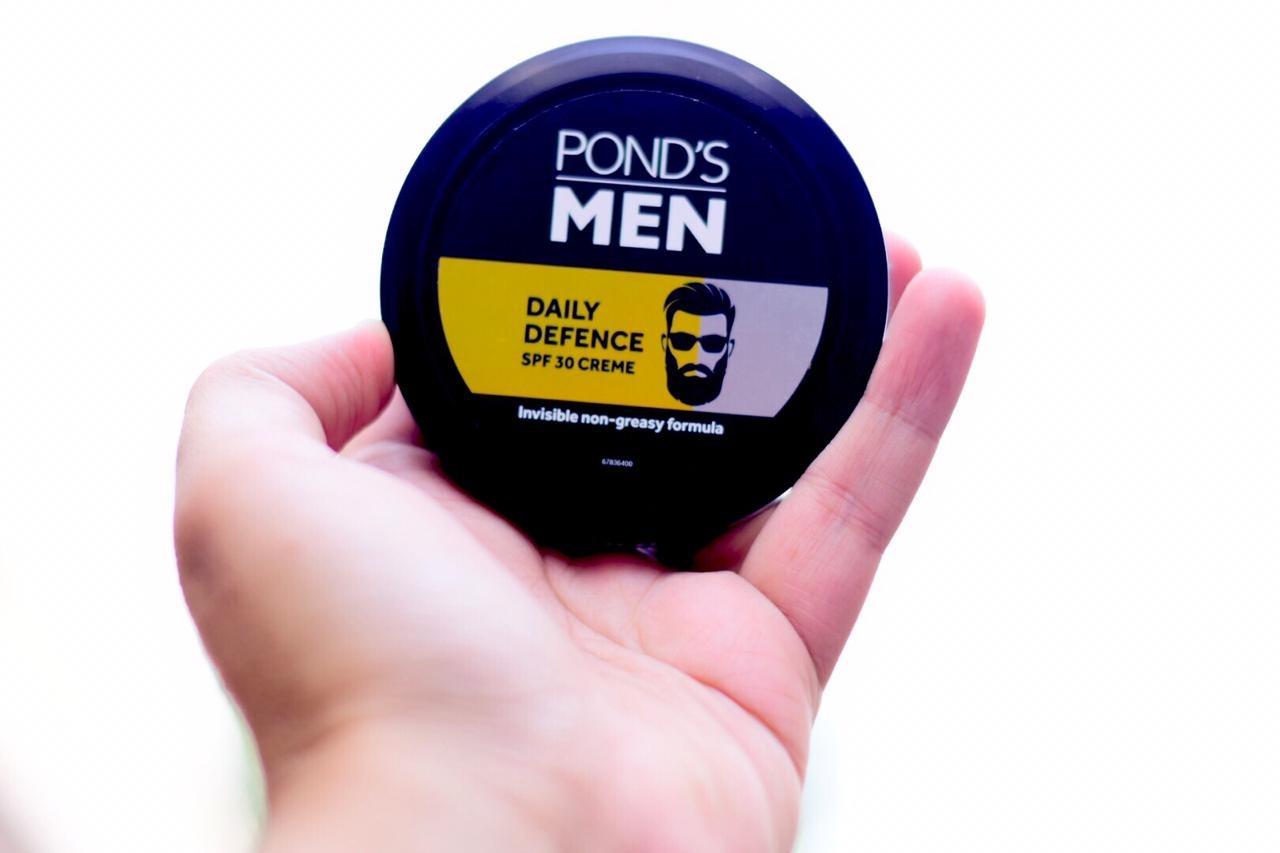 POND'S
MEN
DAILY
DEFENCE
SPF 30 CREME
Invisible non-greasy formula
67836400